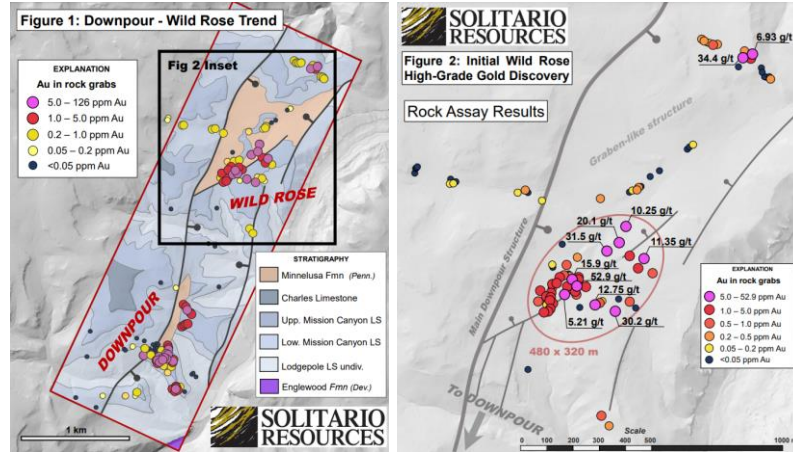 Figure 1: Downpour - Wild Rose Trend
Fig 2 Inset
EXPLANATION
Au in rock grabs
5.0 – 126 ppm Au
1.0 – 5.0 ppm Au
0.2 – 1.0 ppm Au
0.05 – 0.2 ppm Au
<0.05 ppm Au
WILD ROSE
DOWNPOUR
STRATIGRAPHY
Minnelusa Fmn (Penn.)
Charles Limestone
Upp. Mission Canyon LS
Low. Mission Canyon LS
Lodgepole LS undiv.
Englewood Fmn (Dev.)
1 km
SOLITARIO
RESOURCES
SOLITARIO
RESOURCES
Figure 2: Initial Wild Rose
High-Grade Gold Discovery
Rock Assay Results
6.93 g/t
34.4 g/t
Graben-like structure
Main Downpour Structure
10.25 g/t
20.1 g/t
31.5 g/t
11.35 g/t
15.9 g/t
52.9 g/t
12.75 g/t
5.21 g/t
30.2 g/t
480 x 320 m
To DOWNPOUR
EXPLANATION
Au in rock grabs
5.0 – 52.9 ppm Au
1.0 – 5.0 ppm Au
0.5 – 1.0 ppm Au
0.2 – 0.5 ppm Au
0.05 – 0.2 ppm Au
<0.05 ppm Au
Scale
0 100 200 300 400 500 1000